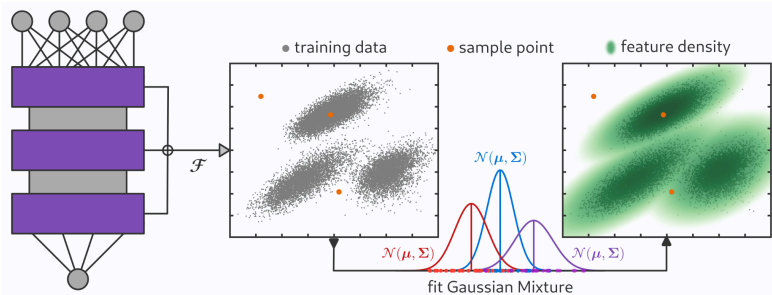 training data
sample point
feature density
𝓕
𝒩(μ, Σ)
𝒩(μ, Σ)
𝒩(μ, Σ)
fit Gaussian Mixture